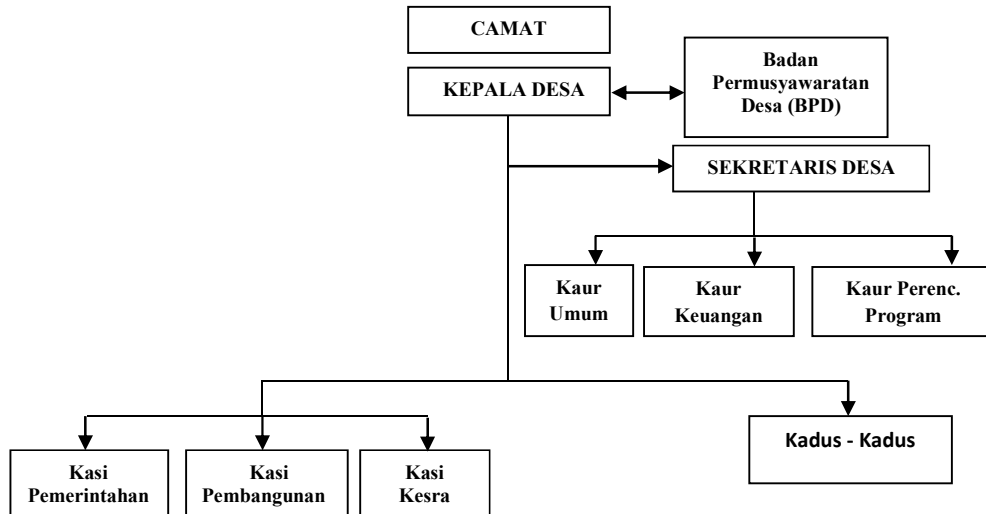 CAMAT
KEPALA DESA
Badan
Permusyawaratan
Desa (BPD)
SEKRETARIS DESA
Kaur
Umum
Kaur
Keuangan
Kaur Perenc.
Program
Kasi
Pemerintahan
Kasi
Pembangunan
Kasi
Kesra
Kadus - Kadus